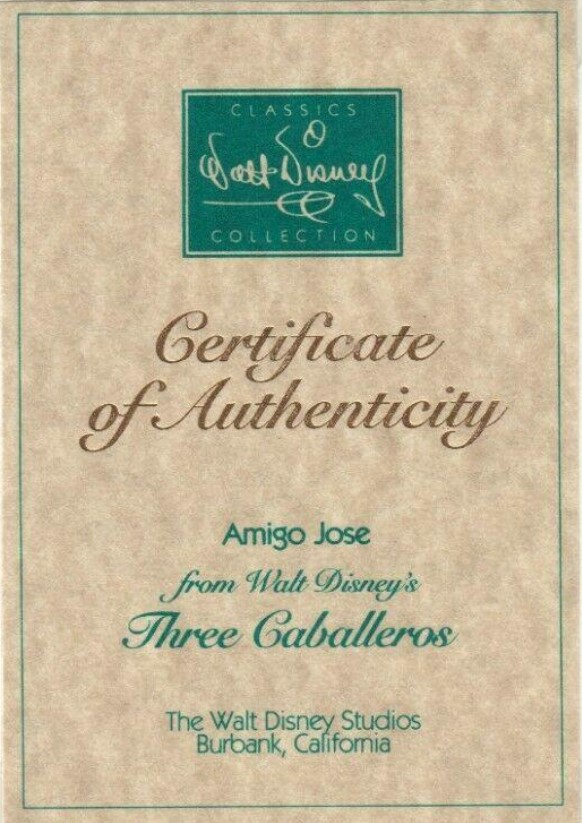 CLASSICS
Walt Disney
COLLECTION
Certificate
of Authenticity
Amigo Jose
from Walt Disney's
Three Caballeros
The Walt Disney Studios
Burbank, California